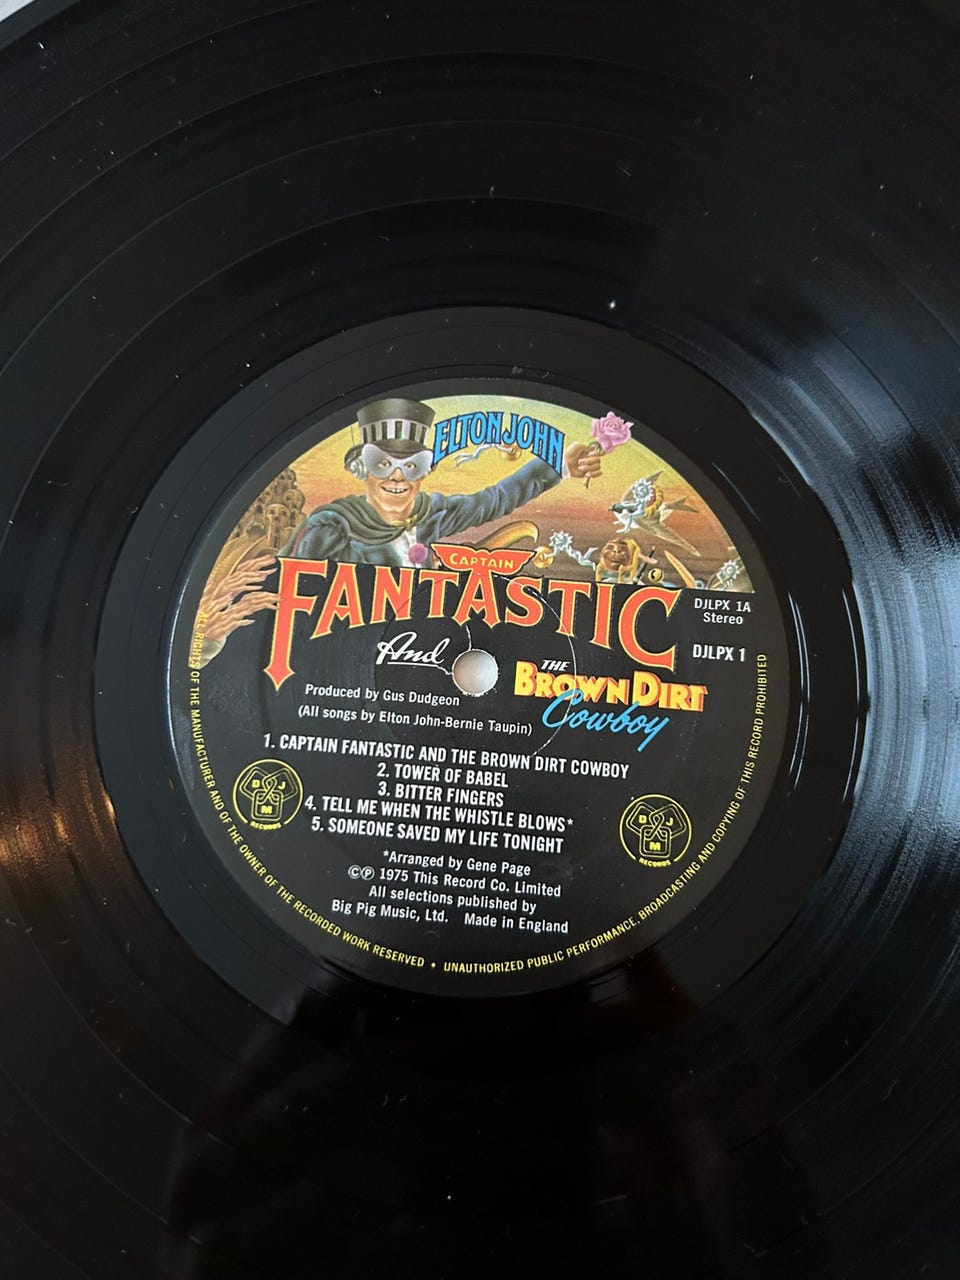 ELTON JOHN
CAPTAIN
FANTASTIC
And
THE
BROWN DIRT
Cowboy
DJLPX 1A
Stereo
DJLPX 1
Produced by Gus Dudgeon
(All songs by Elton John-Bernie Taupin)
1. CAPTAIN FANTASTIC AND THE BROWN DIRT COWBOY
2. TOWER OF BABEL
3. BITTER FINGERS
4. TELL ME WHEN THE WHISTLE BLOWS*
5. SOMEONE SAVED MY LIFE TONIGHT
*Arranged by Gene Page
©℗ 1975 This Record Co. Limited
All selections published by
Big Pig Music, Ltd. Made in England
DJM
RECORDS
DJM
RECORDS
ALL RIGHTS OF THE MANUFACTURER AND OF THE OWNER OF THE RECORDED WORK RESERVED • UNAUTHORIZED PUBLIC PERFORMANCE, BROADCASTING AND COPYING OF THIS RECORD PROHIBITED